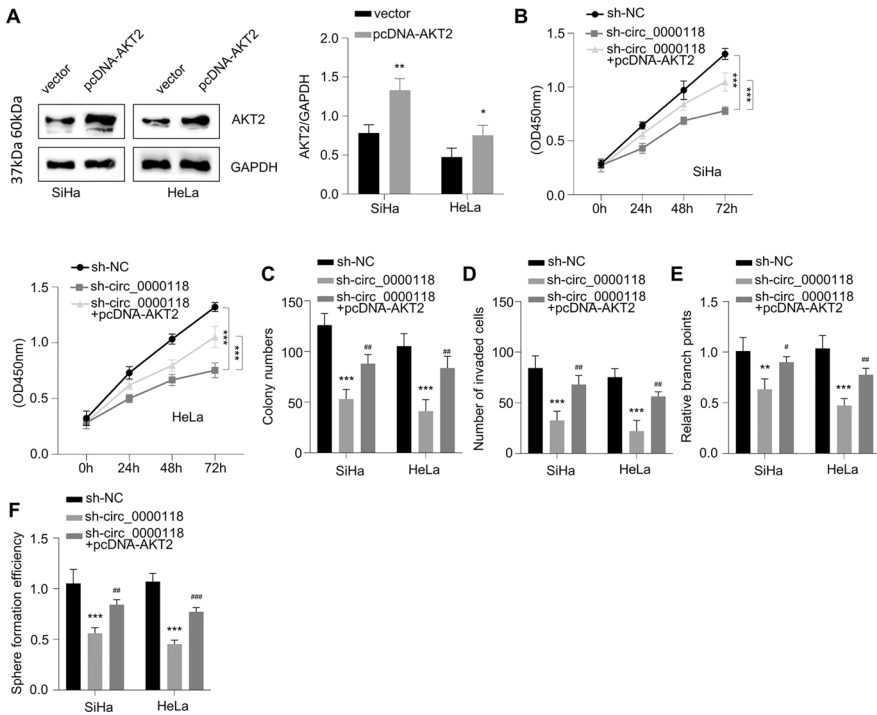 A
vector
pcDNA-AKT2
vector
pcDNA-AKT2
37kDa 60kDa
AKT2
GAPDH
SiHa
HeLa
vector
pcDNA-AKT2
AKT2/GAPDH
2.0
1.5
1.0
0.5
0.0
**
*
SiHa
HeLa
B
sh-NC
sh-circ_0000118
sh-circ_0000118
+pcDNA-AKT2
(OD450nm)
1.5
1.0
0.5
0.0
***
***
SiHa
0h
24h
48h
72h
sh-NC
sh-circ_0000118
sh-circ_0000118
+pcDNA-AKT2
(OD450nm)
1.5
1.0
0.5
0.0
***
***
HeLa
0h
24h
48h
72h
C
sh-NC
sh-circ_0000118
sh-circ_0000118
+pcDNA-AKT2
Colony numbers
150
100
50
0
***
##
***
##
SiHa
HeLa
D
sh-NC
sh-circ_0000118
sh-circ_0000118
+pcDNA-AKT2
Number of invaded cells
150
100
50
0
***
##
***
##
SiHa
HeLa
E
sh-NC
sh-circ_0000118
sh-circ_0000118
+pcDNA-AKT2
Relative branch points
1.5
1.0
0.5
0.0
**
#
***
##
SiHa
HeLa
F
sh-NC
sh-circ_0000118
sh-circ_0000118
+pcDNA-AKT2
Sphere formation efficiency
1.5
1.0
0.5
0.0
***
##
***
###
SiHa
HeLa